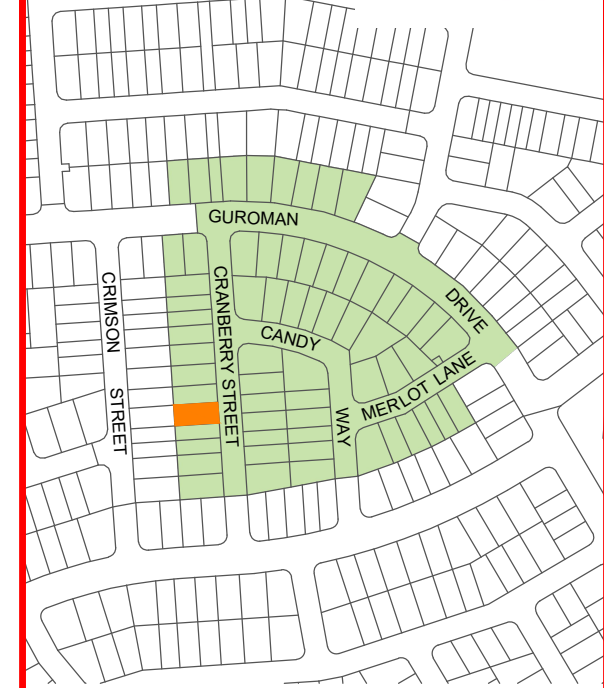 GUROMAN
DRIVE
CRIMSON
STREET
CRANBERRY STREET
CANDY
WAY
MERLOT LANE